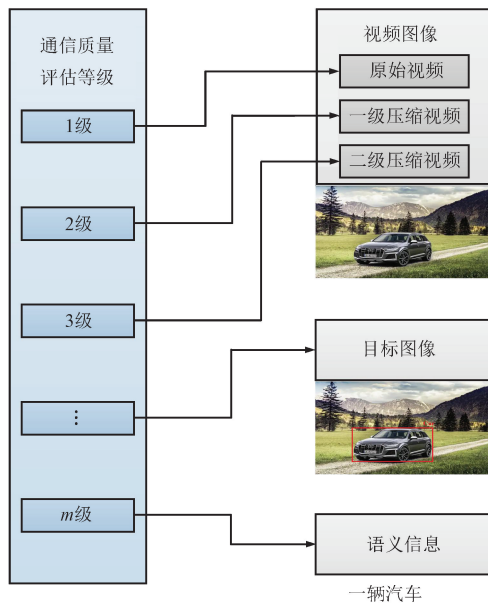 通信质量
评估等级
1级
2级
3级
⋮
m级
视频图像
原始视频
一级压缩视频
二级压缩视频
目标图像
语义信息
一辆汽车